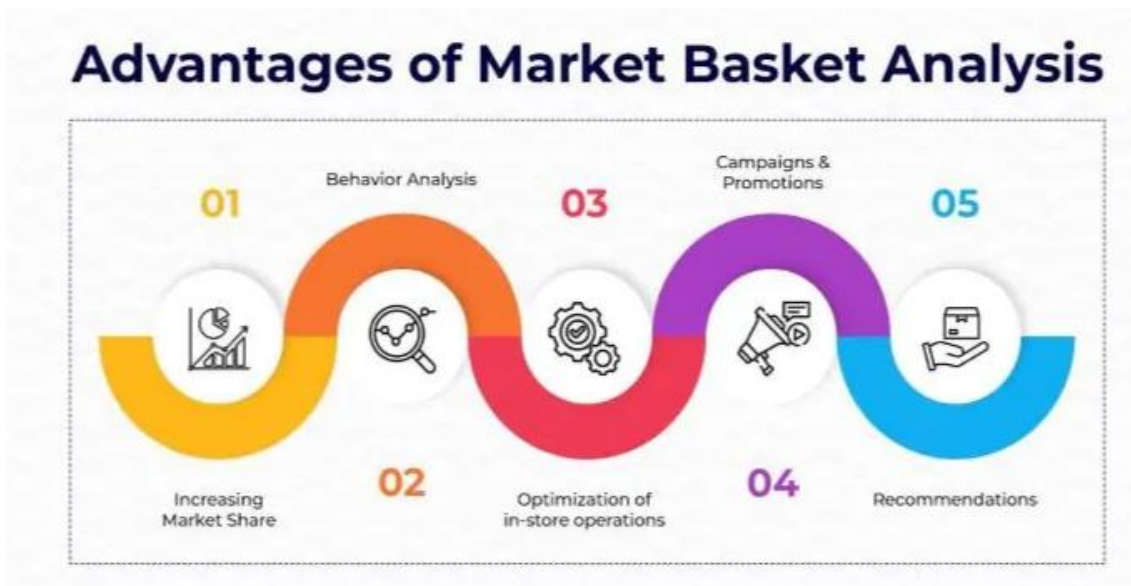 Advantages of Market Basket Analysis
01
Increasing
Market Share
Behavior Analysis
02
03
Optimization of
in-store operations
Campaigns &
Promotions
04
05
Recommendations